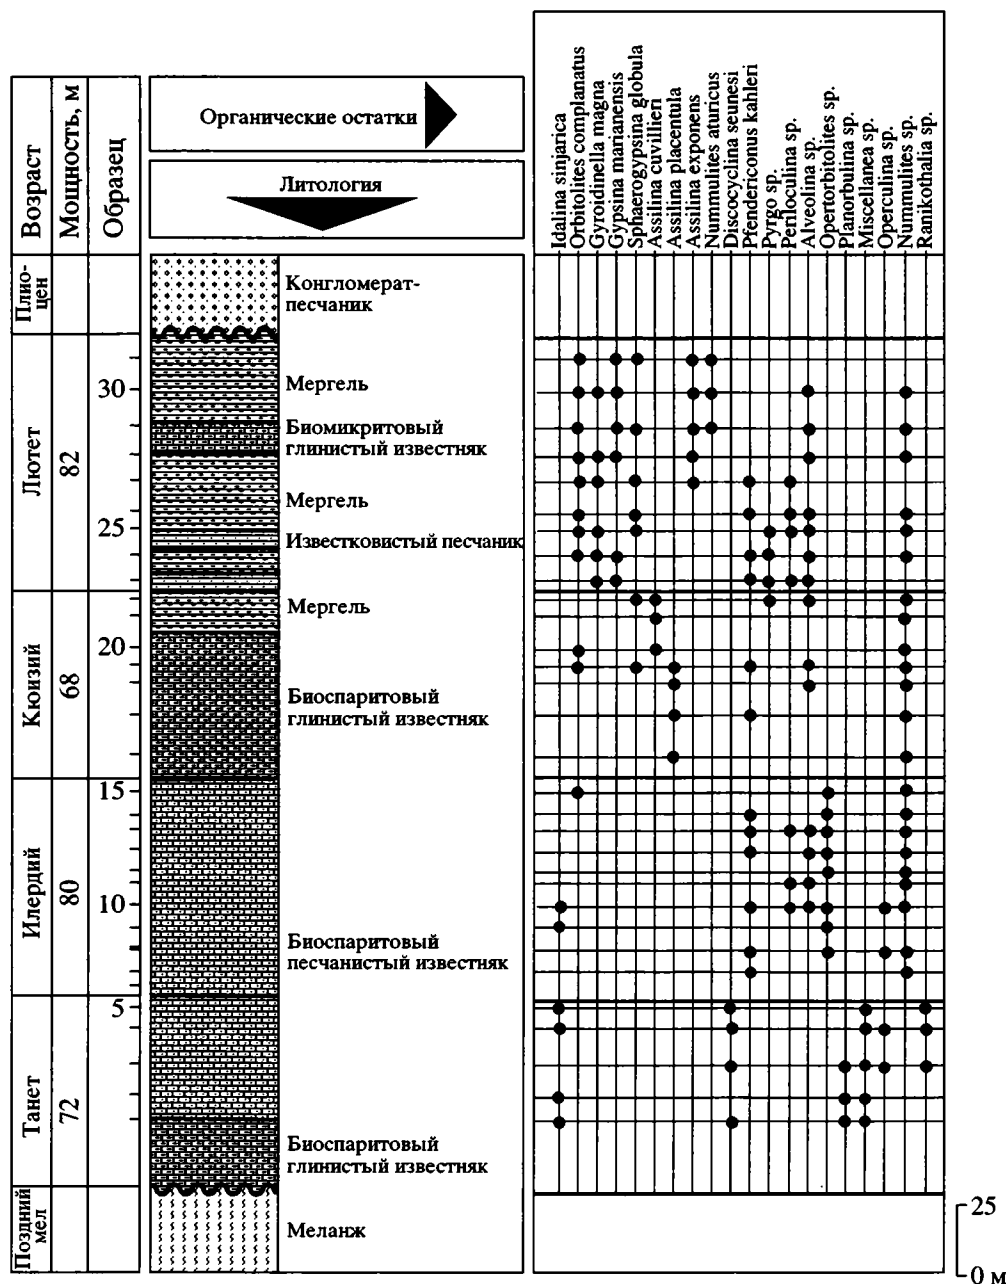 Возраст
Мощность, м
Образец
Органические остатки
Литология
Idalina sinjarica
Orbitolites complanatus
Gyroidinella magna
Gypsina marianensis
Sphaerogypsina globula
Assilina cuvillieri
Assilina placentula
Assilina exponens
Nummulites aturicus
Discocyclina seunesi
Pfendericonus kahleri
Pyrgo sp.
Periloculina sp.
Alveolina sp.
Opertorbitolites sp.
Planorbulina sp.
Miscellanea sp.
Operculina sp.
Nummulites sp.
Ranikothalia sp.
Плио-
цен
Конгломерат-
песчаник
Лютет
82
30
25
Мергель
Биомикритовый
глинистый известняк
Мергель
Известковистый песчаник
Кюизий
68
20
Мергель
Биоспаритовый
глинистый известняк
Илердий
80
15
10
Биоспаритовый
песчанистый известняк
Танет
72
5
Биоспаритовый
глинистый известняк
Поздний
мел
Меланж
25
0 м